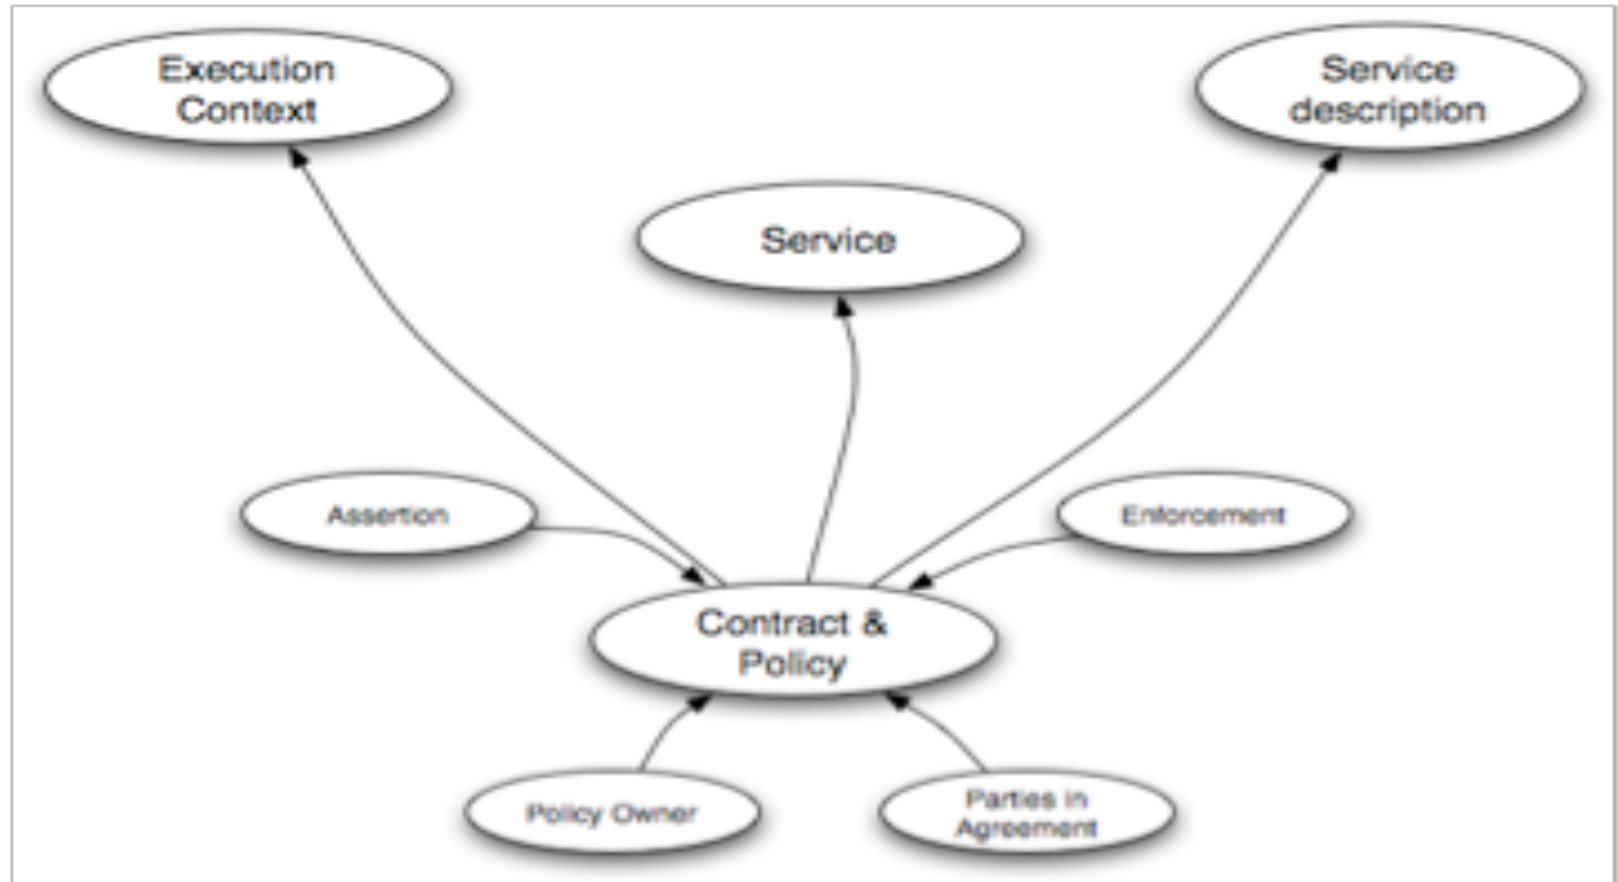 Execution
Context
Service
description
Service
Assertion
Enforcement
Contract &
Policy
Policy Owner
Parties in
Agreement